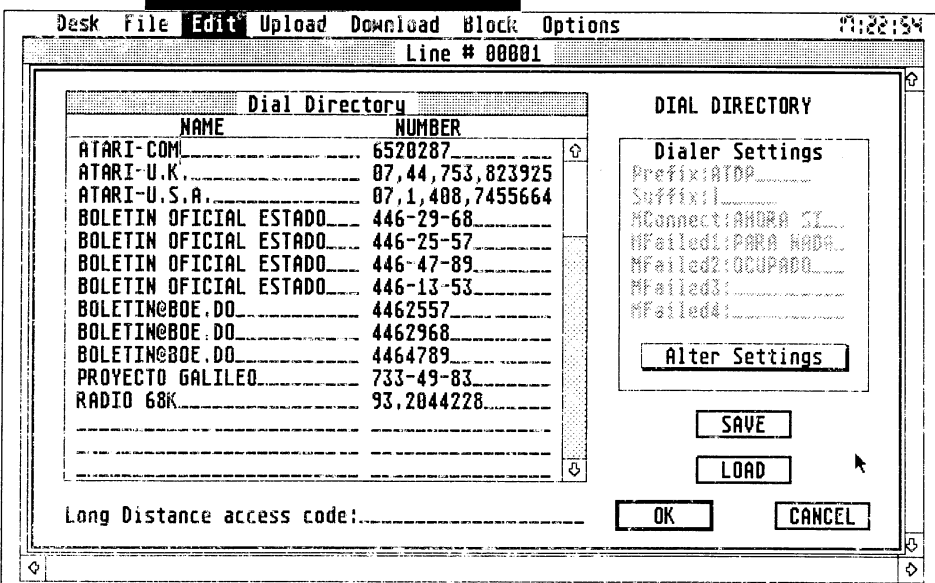 Desk File Edit Upload Download Block Options 17:22:54
Line # 00001
Dial Directory
NAME NUMBER
ATARI-COM 6520287
ATARI-U.K. 07,44,753,823925
ATARI-U.S.A. 07,1,408,7455664
BOLETIN OFICIAL ESTADO 446-29-68
BOLETIN OFICIAL ESTADO 446-25-57
BOLETIN OFICIAL ESTADO 446-47-89
BOLETIN OFICIAL ESTADO 446-13-53
BOLETIN@BOE.DO 4462557
BOLETIN@BOE.DO 4462968
BOLETIN@BOE.DO 4464789
PROYECTO GALILEO 733-49-83
RADIO 68K 93,2044228
Long Distance access code:
DIAL DIRECTORY
Dialer Settings
Prefix:ATDP
Suffix:|
MConnect:AHORA SI
MFailed1:PARA NADA
MFailed2:OCUPADO
MFailed3:
MFailed4:
Alter Settings
SAVE
LOAD
OK CANCEL